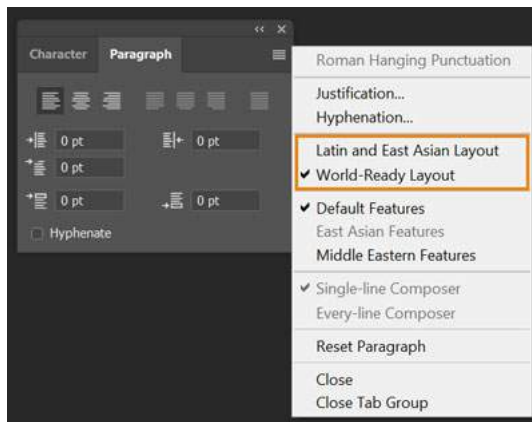 Character Paragraph
0 pt 0 pt
0 pt
0 pt 0 pt
Hyphenate
Roman Hanging Punctuation
Justification...
Hyphenation...
Latin and East Asian Layout
World-Ready Layout
Default Features
East Asian Features
Middle Eastern Features
Single-line Composer
Every-line Composer
Reset Paragraph
Close
Close Tab Group